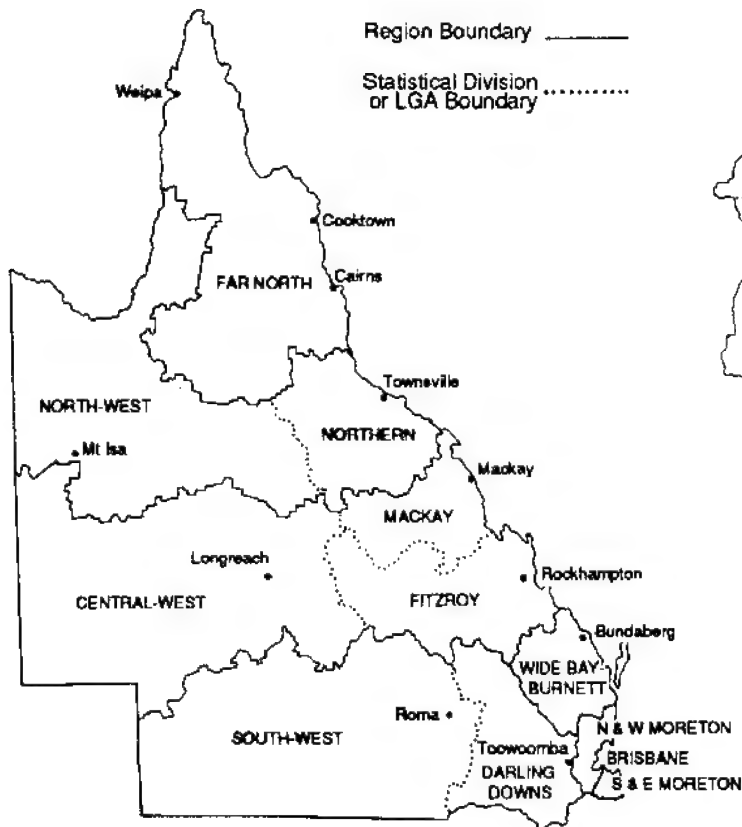 Region Boundary
Statistical Division
or LGA Boundary
Weipa
Cooktown
FAR NORTH
Cairns
Townsville
NORTH-WEST
NORTHERN
Mt Isa
Mackay
MACKAY
Longreach
Rockhampton
CENTRAL-WEST
FITZROY
Bundaberg
WIDE BAY-
BURNETT
Roma
N & W MORETON
SOUTH-WEST
Toowoomba
BRISBANE
DARLING
DOWNS
S & E MORETON